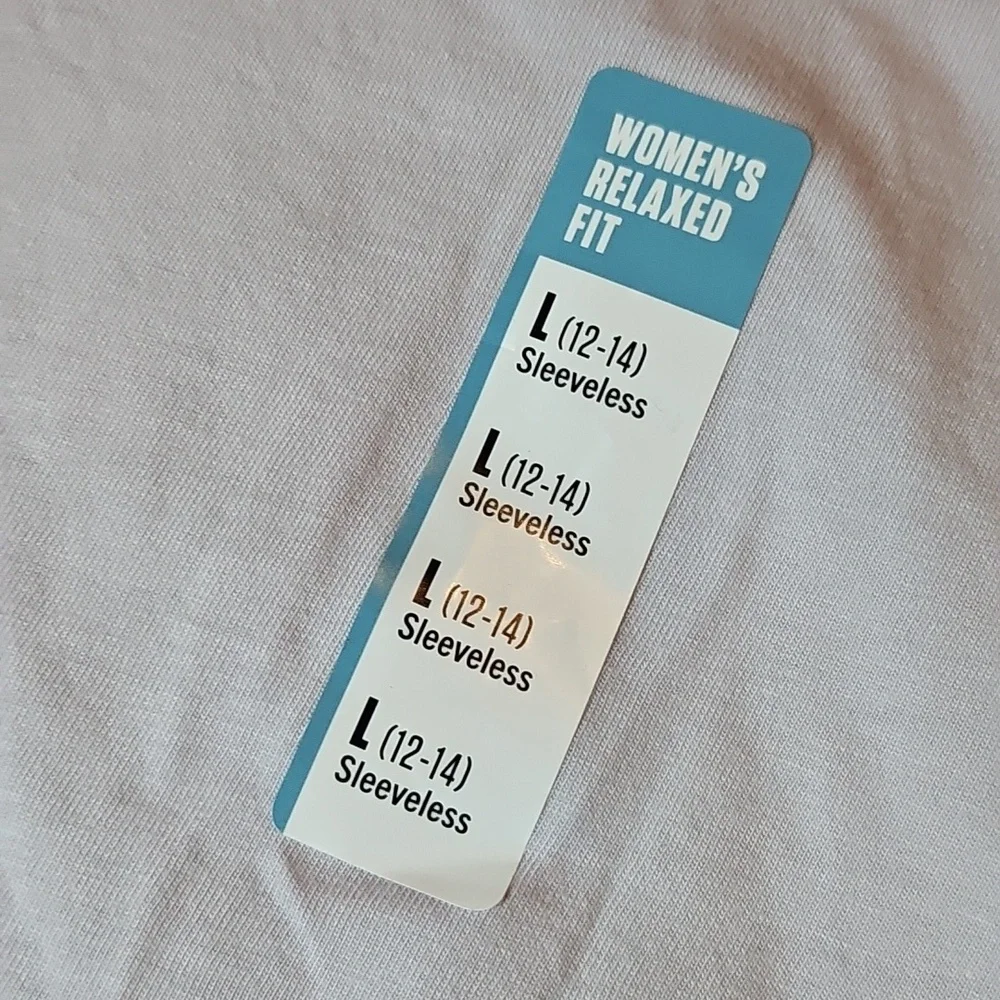 WOMEN'S
RELAXED
FIT
L (12-14)
Sleeveless
L (12-14)
Sleeveless
L (12-14)
Sleeveless
L (12-14)
Sleeveless